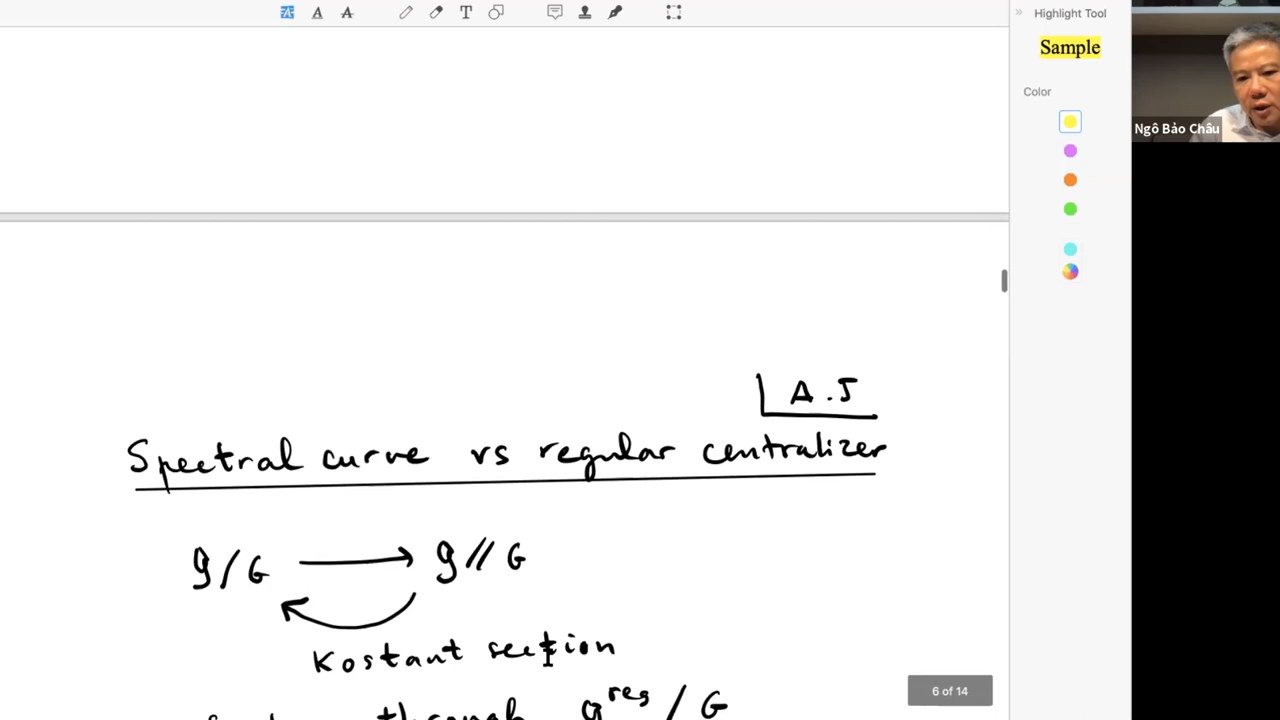 Highlight Tool
Sample
Color
Ngô Bảo Châu
A.5
Spectral curve vs regular centralizer
g/G → g//G
Kostant section
through g^reg/G
6 of 14